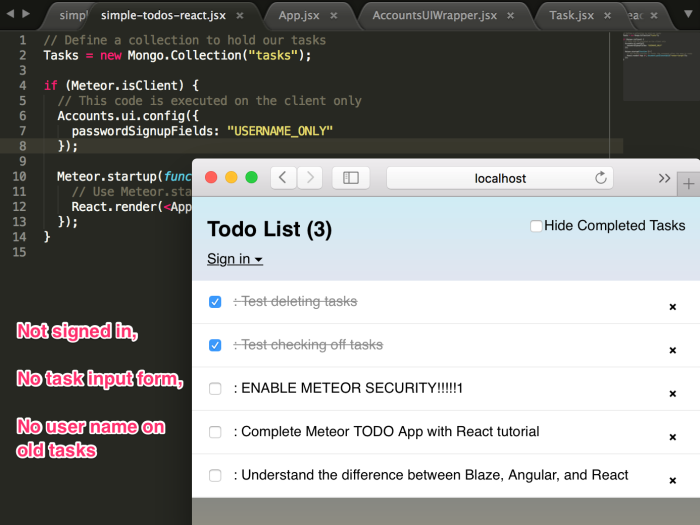 simpl simple-todos-react.jsx App.jsx AccountsUIWrapper.jsx Task.jsx
1 // Define a collection to hold our tasks
2 Tasks = new Mongo.Collection("tasks");
3
4 if (Meteor.isClient) {
5 // This code is executed on the client only
6 Accounts.ui.config({
7 passwordSignupFields: "USERNAME_ONLY"
8 });
9
10 Meteor.startup(func
11 // Use Meteor.sta
12 React.render(<App
13 });
14 }
15
localhost
Todo List (3)
Hide Completed Tasks
Sign in
: Test deleting tasks
: Test checking off tasks
: ENABLE METEOR SECURITY!!!!!1
: Complete Meteor TODO App with React tutorial
: Understand the difference between Blaze, Angular, and React
Not signed in,
No task input form,
No user name on
old tasks